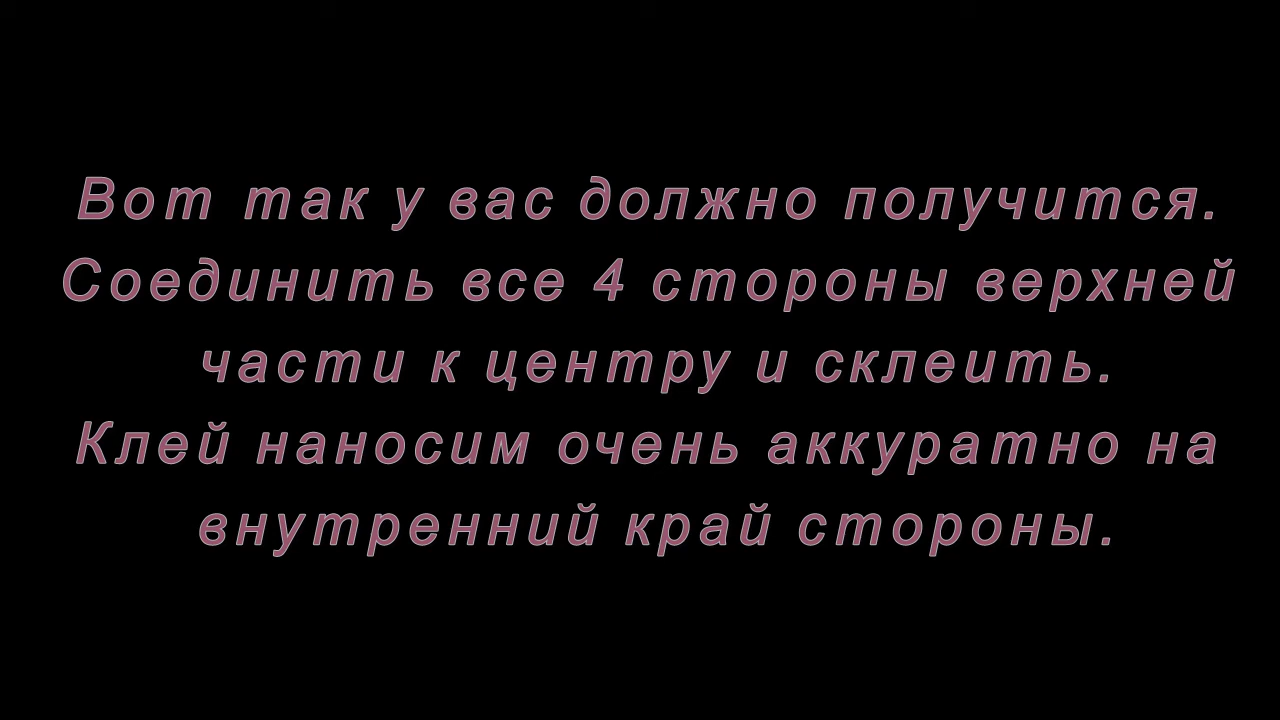 Вот так у вас должно получится.
Соединить все 4 стороны верхней
части к центру и склеить.
Клей наносим очень аккуратно на
внутренний край стороны.